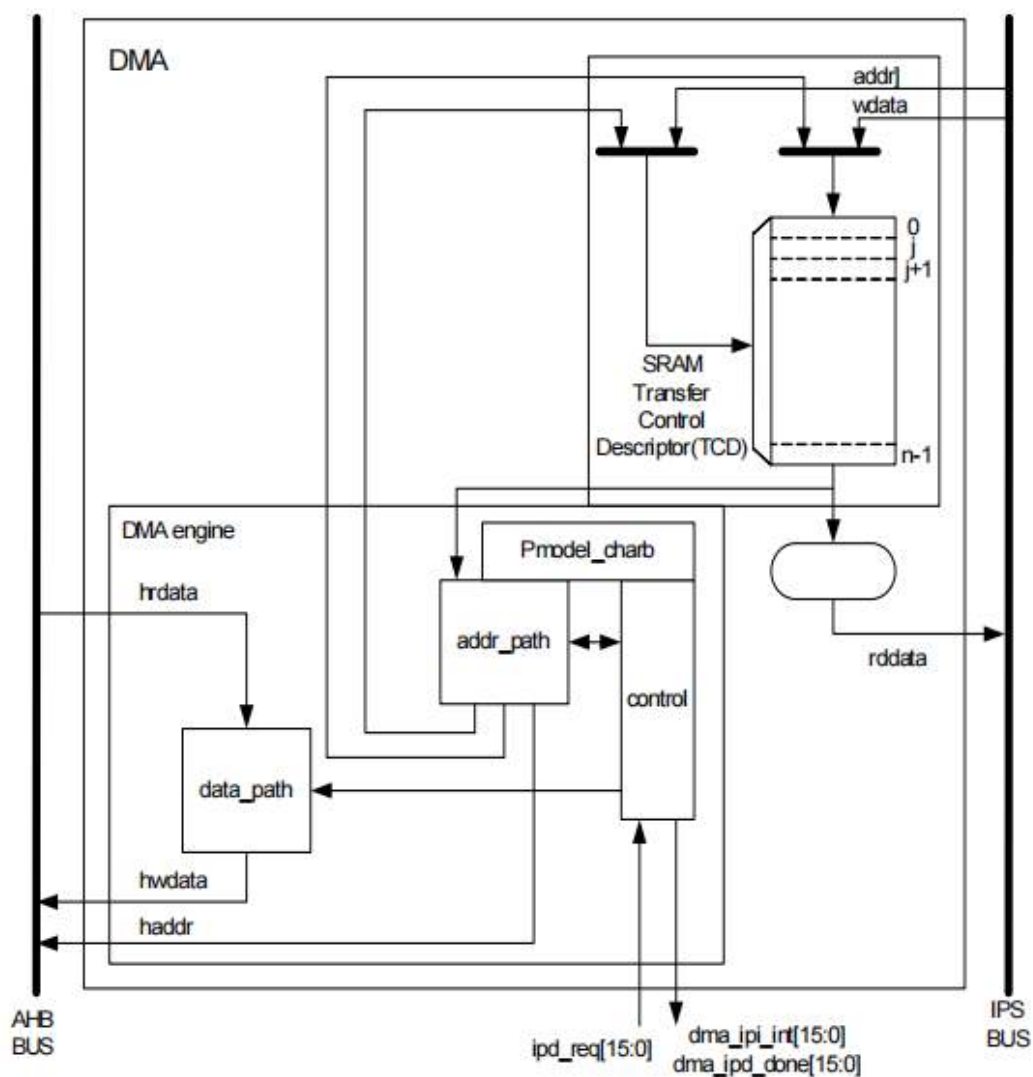 DMA
addr]
wdata
0
j
j+1
SRAM
Transfer
Control
Descriptor(TCD)
n-1
DMA engine
Pmodel_charb
hrdata
addr_path
rddata
control
data_path
hwdata
haddr
AHB
BUS
IPS
BUS
ipd_req[15:0]
dma_ipi_int[15:0]
dma_ipd_done[15:0]